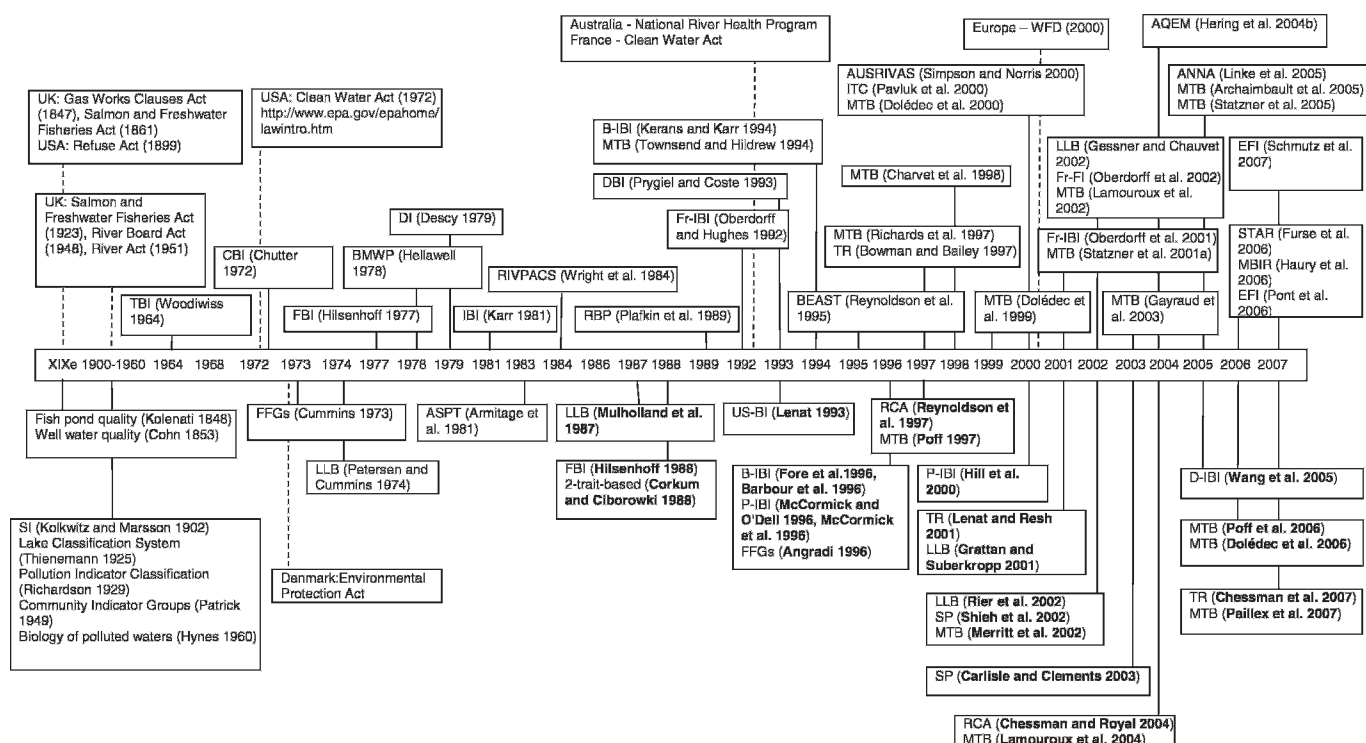 Australia - National River Health Program
France - Clean Water Act
Europe – WFD (2000)
AQEM (Hering et al. 2004b)
UK: Gas Works Clauses Act
(1847), Salmon and Freshwater
Fisheries Act (1861)
USA: Refuse Act (1899)
USA: Clean Water Act (1972)
http://www.epa.gov/epahome/
lawintro.htm
AUSRIVAS (Simpson and Norris 2000)
ITC (Pavluk et al. 2000)
MTB (Dolédec et al. 2000)
ANNA (Linke et al. 2005)
MTB (Archaimbault et al. 2005)
MTB (Statzner et al. 2005)
B-IBI (Kerans and Karr 1994)
MTB (Townsend and Hildrew 1994)
LLB (Gessner and Chauvet
2002)
Fr-FI (Oberdorff et al. 2002)
MTB (Lamouroux et al.
2002)
EFI (Schmutz et al.
2007)
DBI (Prygiel and Coste 1993)
MTB (Charvet et al. 1998)
UK: Salmon and
Freshwater Fisheries Act
(1923), River Board Act
(1948), River Act (1951)
DI (Descy 1979)
Fr-IBI (Oberdorff
and Hughes 1992)
MTB (Richards et al. 1997)
TR (Bowman and Bailey 1997)
Fr-IBI (Oberdorff et al. 2001)
MTB (Statzner et al. 2001a)
STAR (Furse et al.
2006)
MBIR (Haury et al.
2006)
EFI (Pont et al.
2006)
CBI (Chutter
1972)
BMWP (Hellawell
1978)
RIVPACS (Wright et al. 1984)
TBI (Woodiwiss
1964)
FBI (Hilsenhoff 1977)
IBI (Karr 1981)
RBP (Plafkin et al. 1989)
BEAST (Reynoldson et al.
1995)
MTB (Dolédec et
al. 1999)
MTB (Gayraud et
al. 2003)
XIXe 1900-1960 1964 1968 1972 1973 1974 1977 1978 1979 1981 1983 1984 1986 1987 1988 1989 1992 1993 1994 1995 1996 1997 1998 1999 2000 2001 2002 2003 2004 2005 2006 2007
Fish pond quality (Kolenati 1848)
Well water quality (Cohn 1853)
FFGs (Cummins 1973)
ASPT (Armitage et
al. 1981)
LLB (Mulholland et al.
1987)
US-BI (Lenat 1993)
RCA (Reynoldson et
al. 1997)
MTB (Poff 1997)
LLB (Petersen and
Cummins 1974)
FBI (Hilsenhoff 1988)
2-trait-based (Corkum
and Ciborowski 1988)
B-IBI (Fore et al.1996,
Barbour et al. 1996)
P-IBI (McCormick and
O'Dell 1996, McCormick
et al. 1996)
FFGs (Angradi 1996)
P-IBI (Hill et al.
2000)
D-IBI (Wang et al. 2005)
SI (Kolkwitz and Marsson 1902)
Lake Classification System
(Thienemann 1925)
Pollution Indicator Classification
(Richardson 1929)
Community Indicator Groups (Patrick
1949)
Biology of polluted waters (Hynes 1960)
TR (Lenat and Resh
2001)
LLB (Grattan and
Suberkropp 2001)
MTB (Poff et al. 2006)
MTB (Dolédec et al. 2006)
Denmark:Environmental
Protection Act
LLB (Rier et al. 2002)
SP (Shieh et al. 2002)
MTB (Merritt et al. 2002)
TR (Chessman et al. 2007)
MTB (Paillex et al. 2007)
SP (Carlisle and Clements 2003)
RCA (Chessman and Royal 2004)
MTB (Lamouroux et al. 2004)